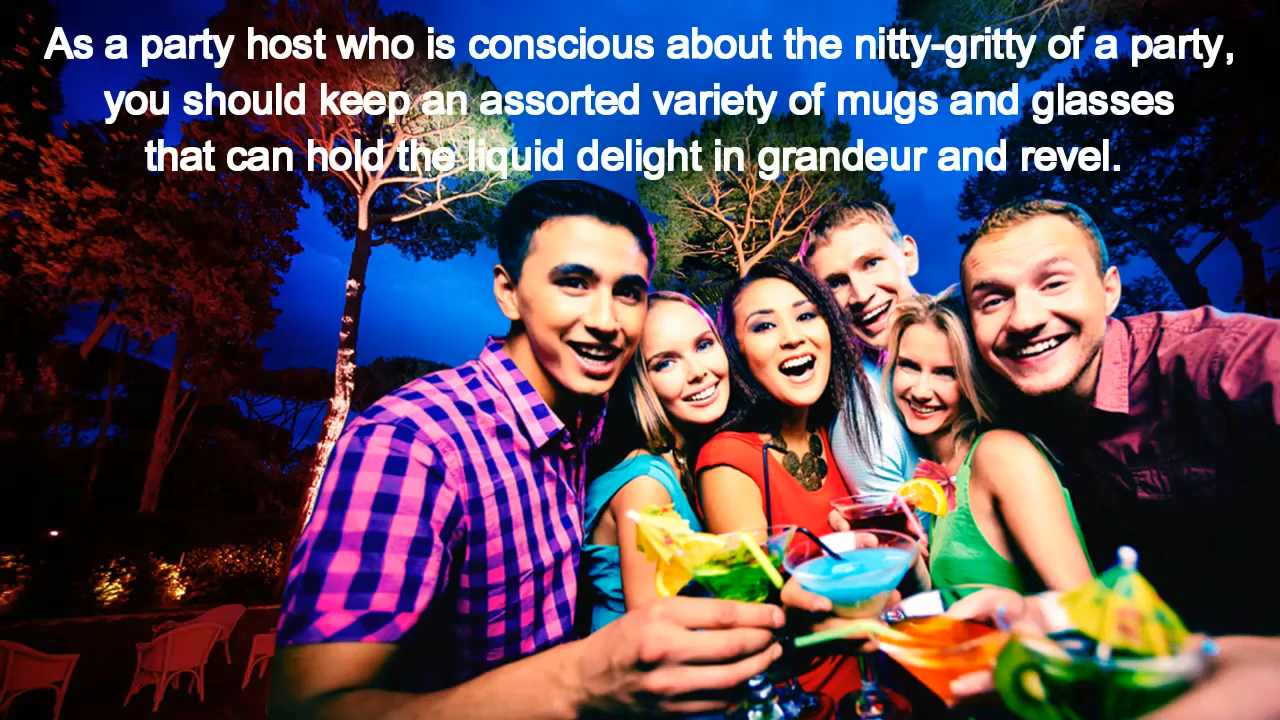 As a party host who is conscious about the nitty-gritty of a party,
you should keep an assorted variety of mugs and glasses
that can hold the liquid delight in grandeur and revel.